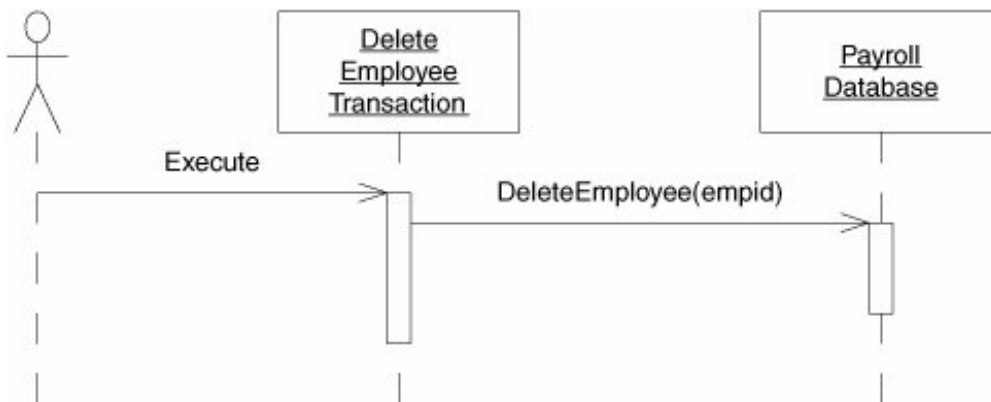 Delete
Employee
Transaction
Payroll
Database
Execute
DeleteEmployee(empid)